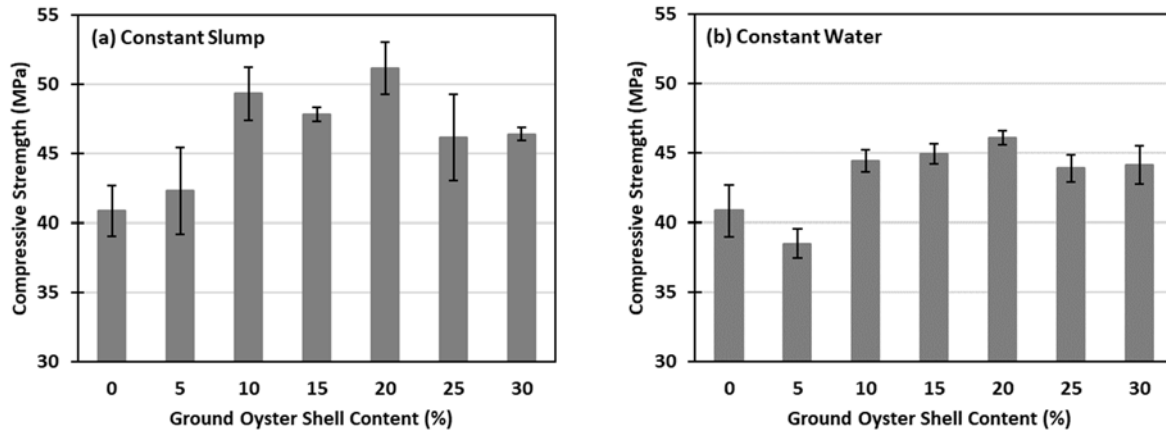 (a) Constant Slump
Compressive Stremgth (MPa)
55
50
45
40
35
30
0 5 10 15 20 25 30
Ground Oyster Shell Content (%)
(b) Constant Water
Compressive Stremgth (MPa)
55
50
45
40
35
30
0 5 10 15 20 25 30
Ground Oyster Shell Content (%)